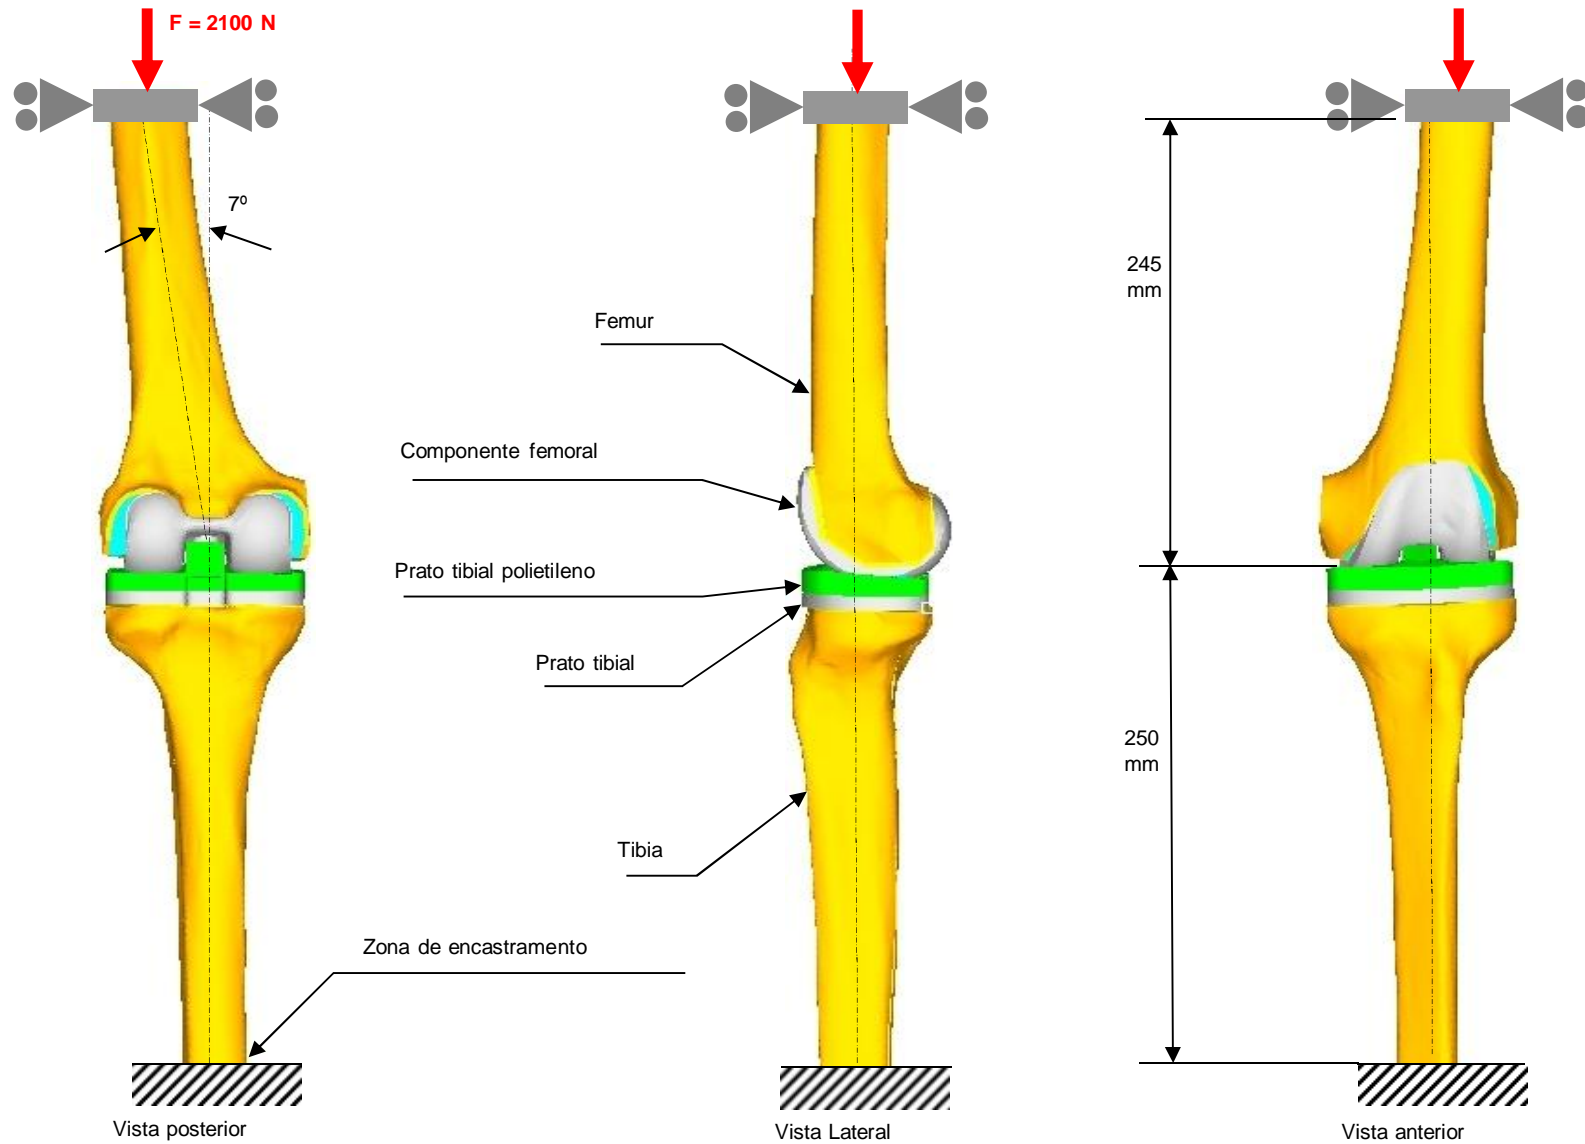 F = 2100 N
7º
245
mm
Femur
Componente femoral
Prato tibial polietileno
Prato tibial
250
mm
Tibia
Zona de encastramento
Vista posterior
Vista Lateral
Vista anterior